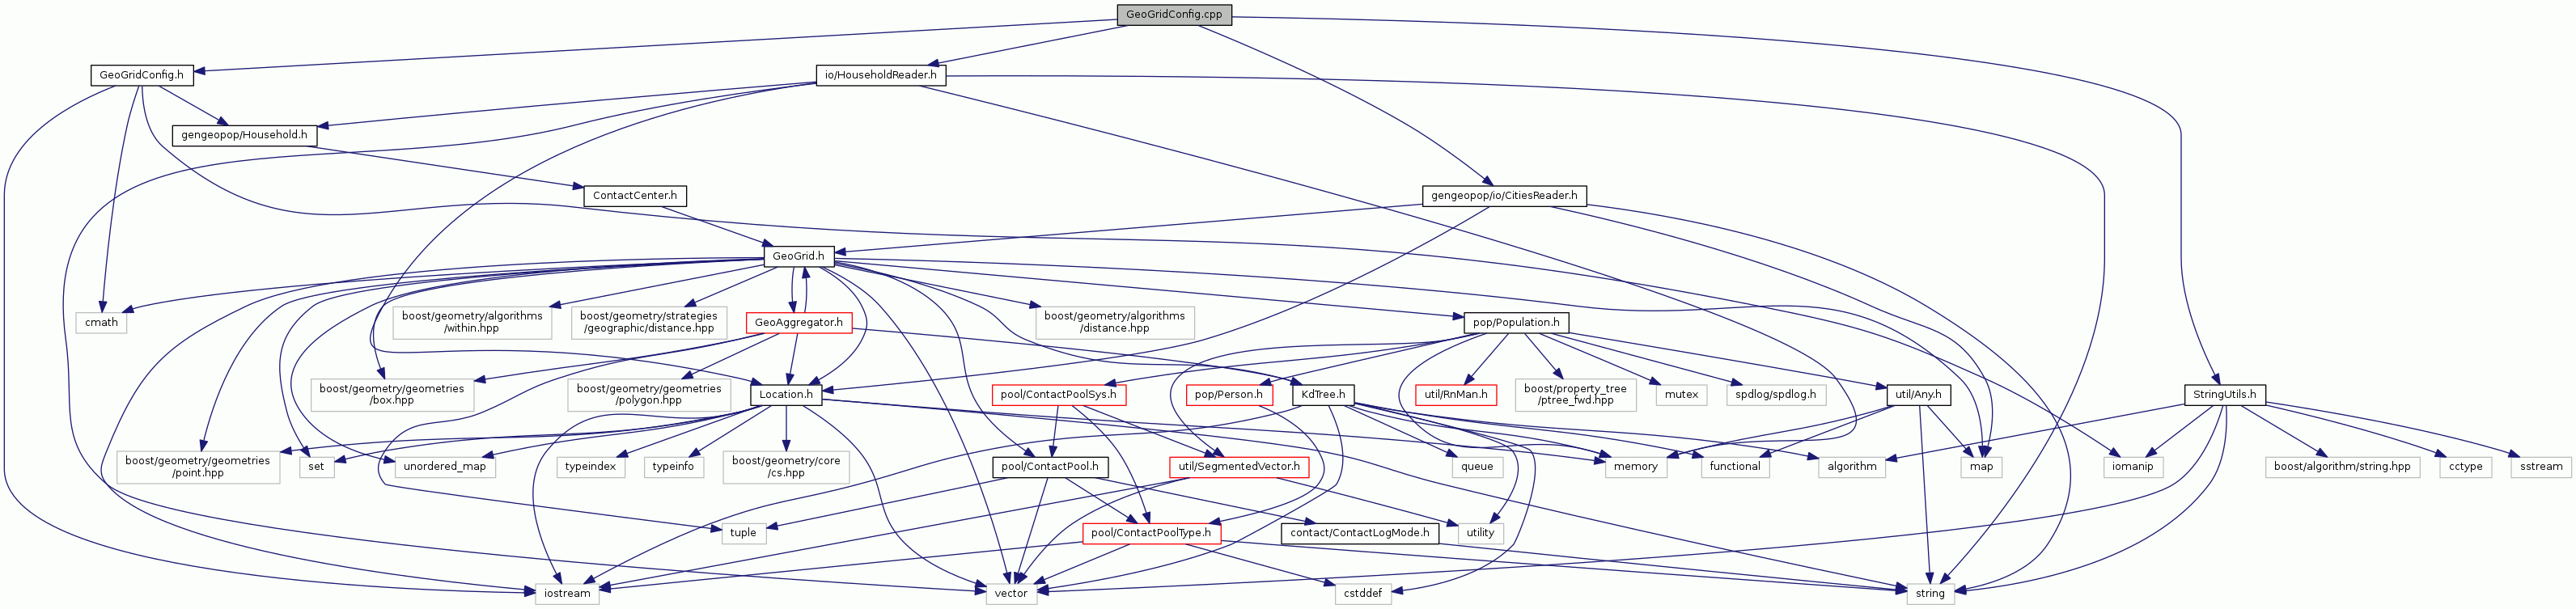 GeoGridConfig.cpp
GeoGridConfig.h
io/HouseholdReader.h
gengeopop/Household.h
ContactCenter.h
gengeopop/io/CitiesReader.h
GeoGrid.h
cmath
boost/geometry/algorithms
/within.hpp
boost/geometry/strategies
/geographic/distance.hpp
GeoAggregator.h
boost/geometry/algorithms
/distance.hpp
pop/Population.h
boost/geometry/geometries
/box.hpp
boost/geometry/geometries
/polygon.hpp
Location.h
pool/ContactPoolSys.h
pop/Person.h
KdTree.h
util/RnMan.h
boost/property_tree
/ptree_fwd.hpp
mutex
spdlog/spdlog.h
util/Any.h
StringUtils.h
boost/geometry/geometries
/point.hpp
set
unordered_map
typeindex
typeinfo
boost/geometry/core
/cs.hpp
pool/ContactPool.h
util/SegmentedVector.h
queue
memory
functional
algorithm
map
iomanip
boost/algorithm/string.hpp
cctype
sstream
tuple
pool/ContactPoolType.h
contact/ContactLogMode.h
utility
iostream
vector
cstddef
string